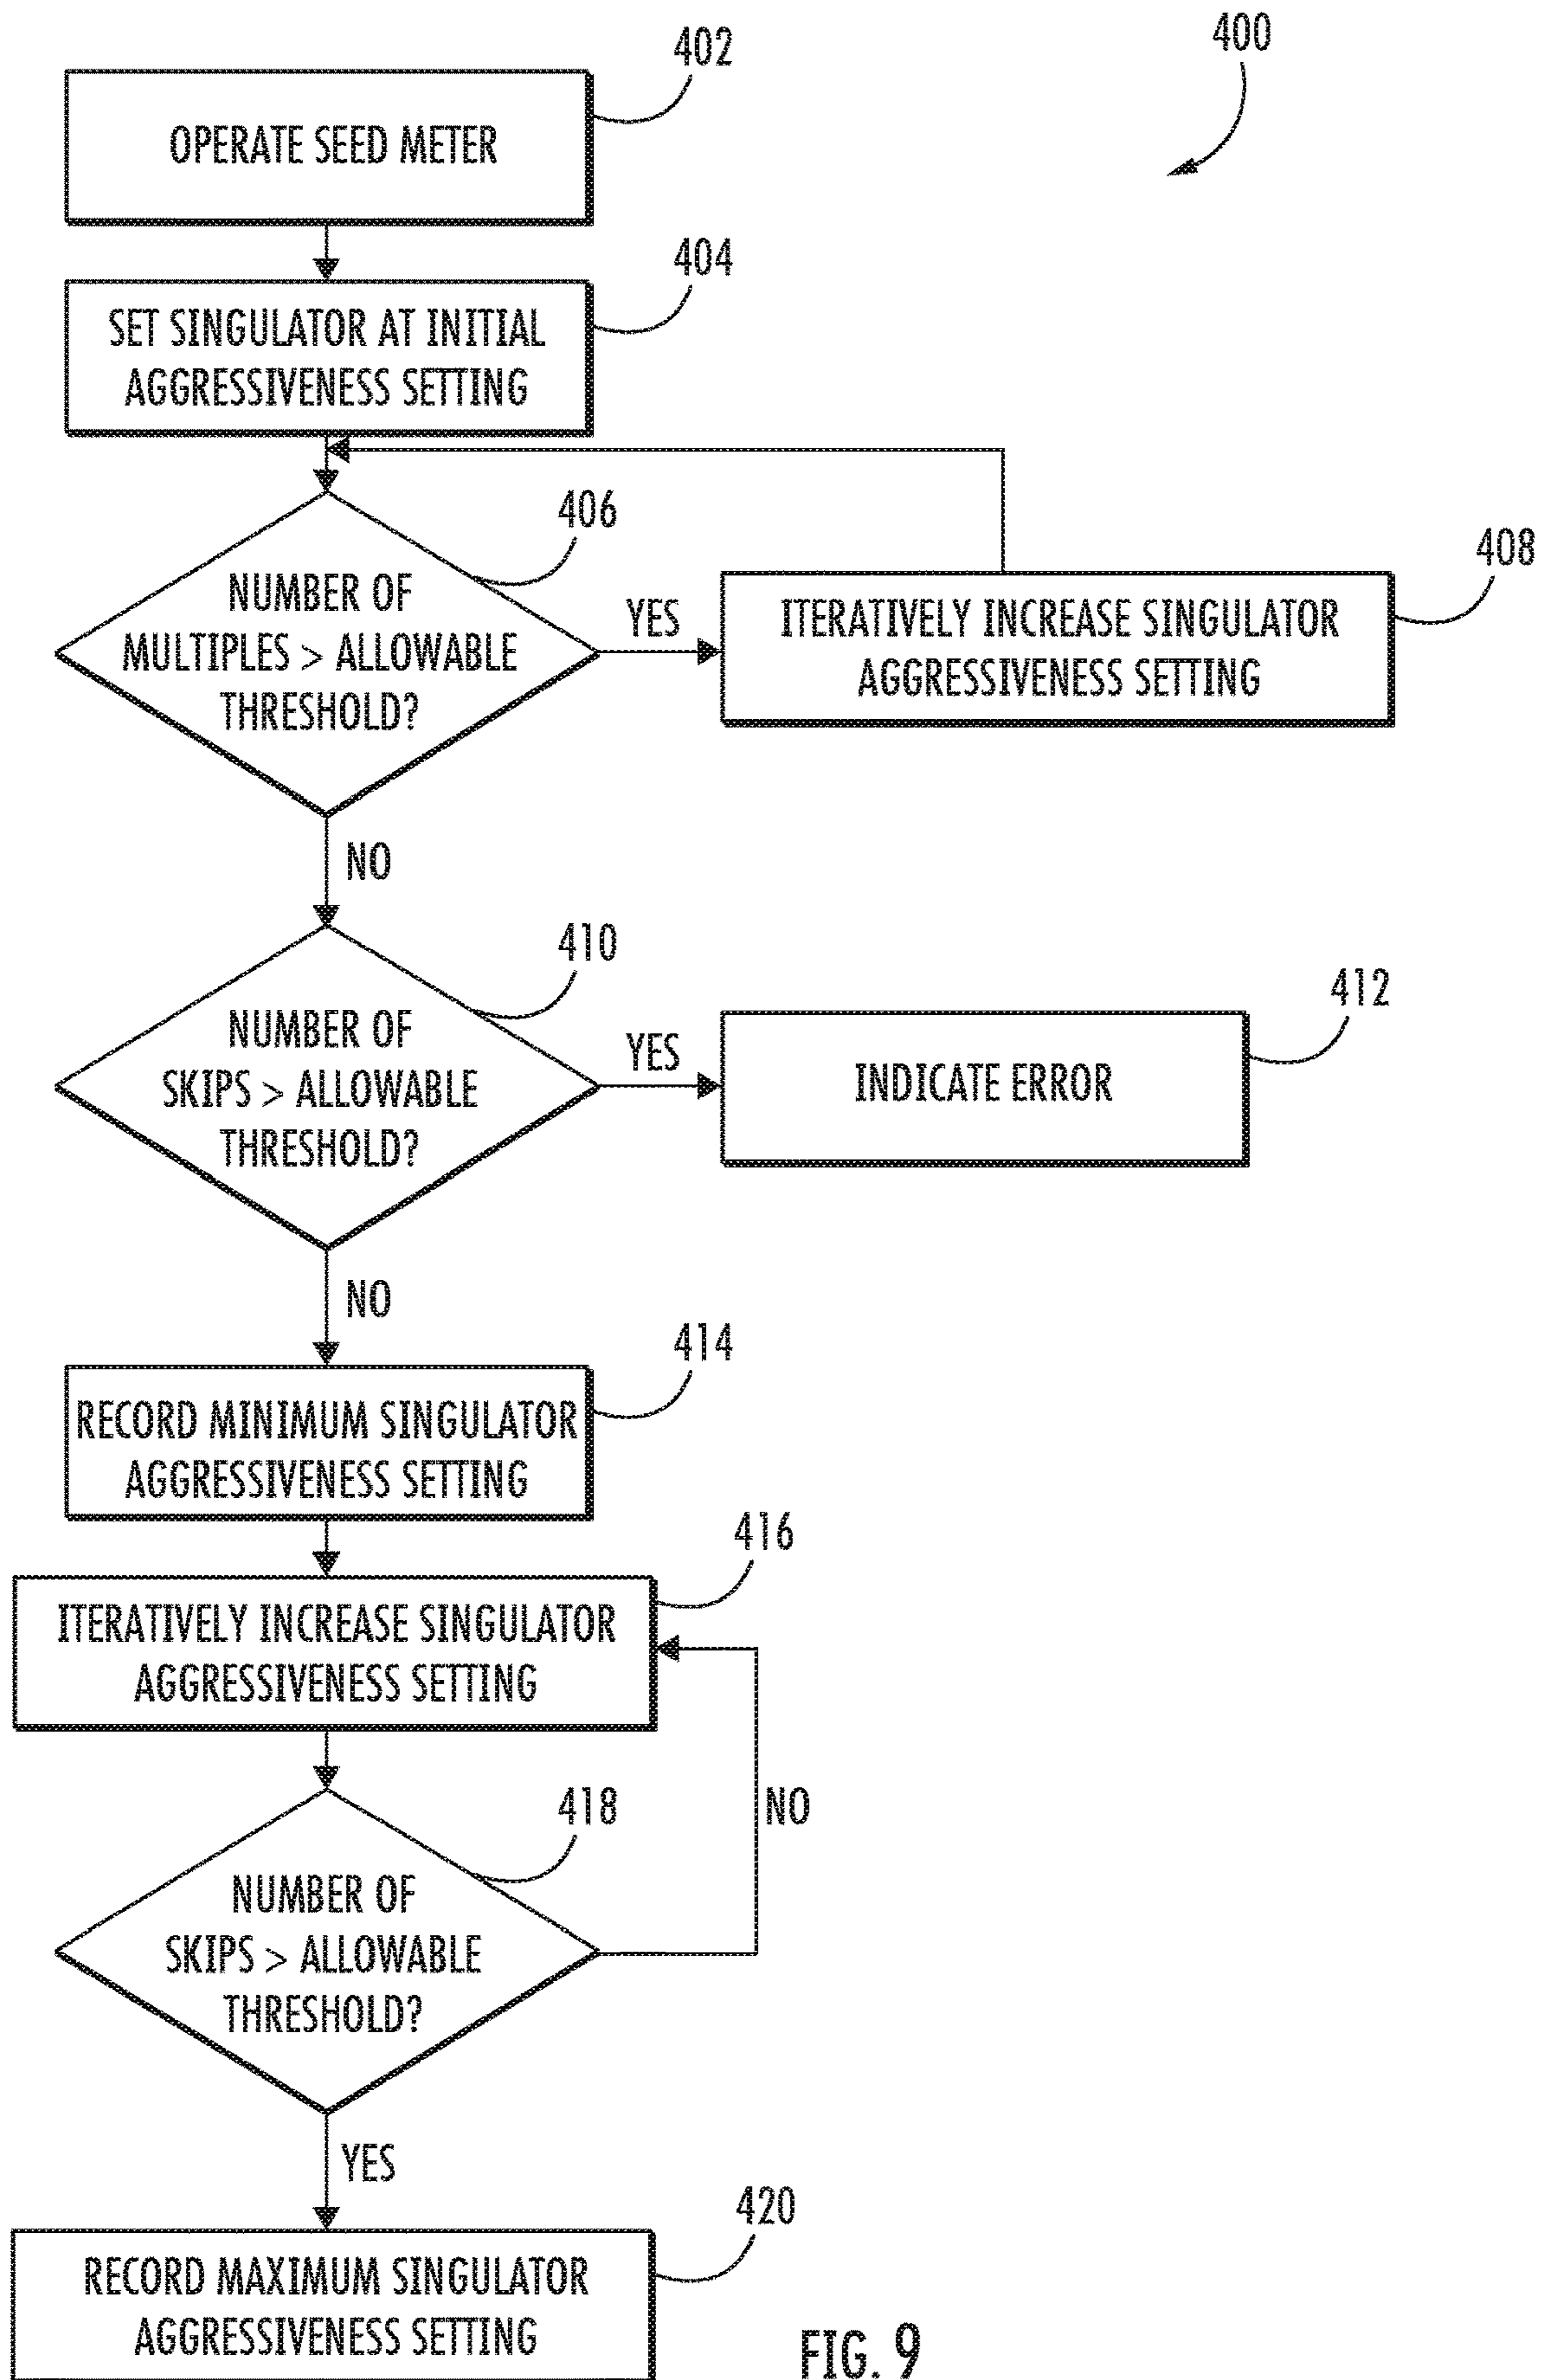 400
402
OPERATE SEED METER
404
SET SINGULATOR AT INITIAL
AGGRESSIVENESS SETTING
406
NUMBER OF
MULTIPLES > ALLOWABLE
THRESHOLD?
YES
408
ITERATIVELY INCREASE SINGULATOR
AGGRESSIVENESS SETTING
NO
410
NUMBER OF
SKIPS > ALLOWABLE
THRESHOLD?
YES
412
INDICATE ERROR
NO
414
RECORD MINIMUM SINGULATOR
AGGRESSIVENESS SETTING
416
ITERATIVELY INCREASE SINGULATOR
AGGRESSIVENESS SETTING
418
NUMBER OF
SKIPS > ALLOWABLE
THRESHOLD?
NO
YES
420
RECORD MAXIMUM SINGULATOR
AGGRESSIVENESS SETTING
FIG. 9